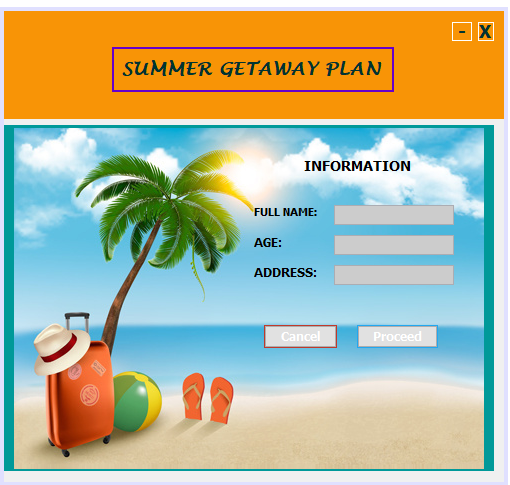 - X
SUMMER GETAWAY PLAN
INFORMATION
FULL NAME:
AGE:
ADDRESS:
Cancel Proceed